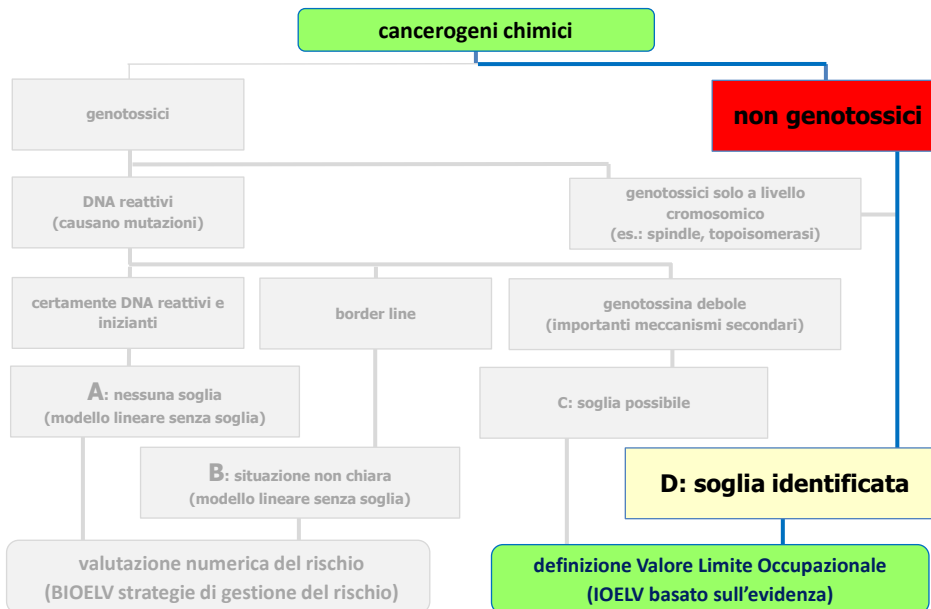 cancerogeni chimici
genotossici
non genotossici
DNA reattivi
(causano mutazioni)
genotossici solo a livello
cromosomico
(es.: spindle, topoisomerasi)
certamente DNA reattivi e
inizianti
border line
genotossina debole
(importanti meccanismi secondari)
A: nessuna soglia
(modello lineare senza soglia)
C: soglia possibile
B: situazione non chiara
(modello lineare senza soglia)
D: soglia identificata
valutazione numerica del rischio
(BIOELV strategie di gestione del rischio)
definizione Valore Limite Occupazionale
(IOELV basato sull'evidenza)